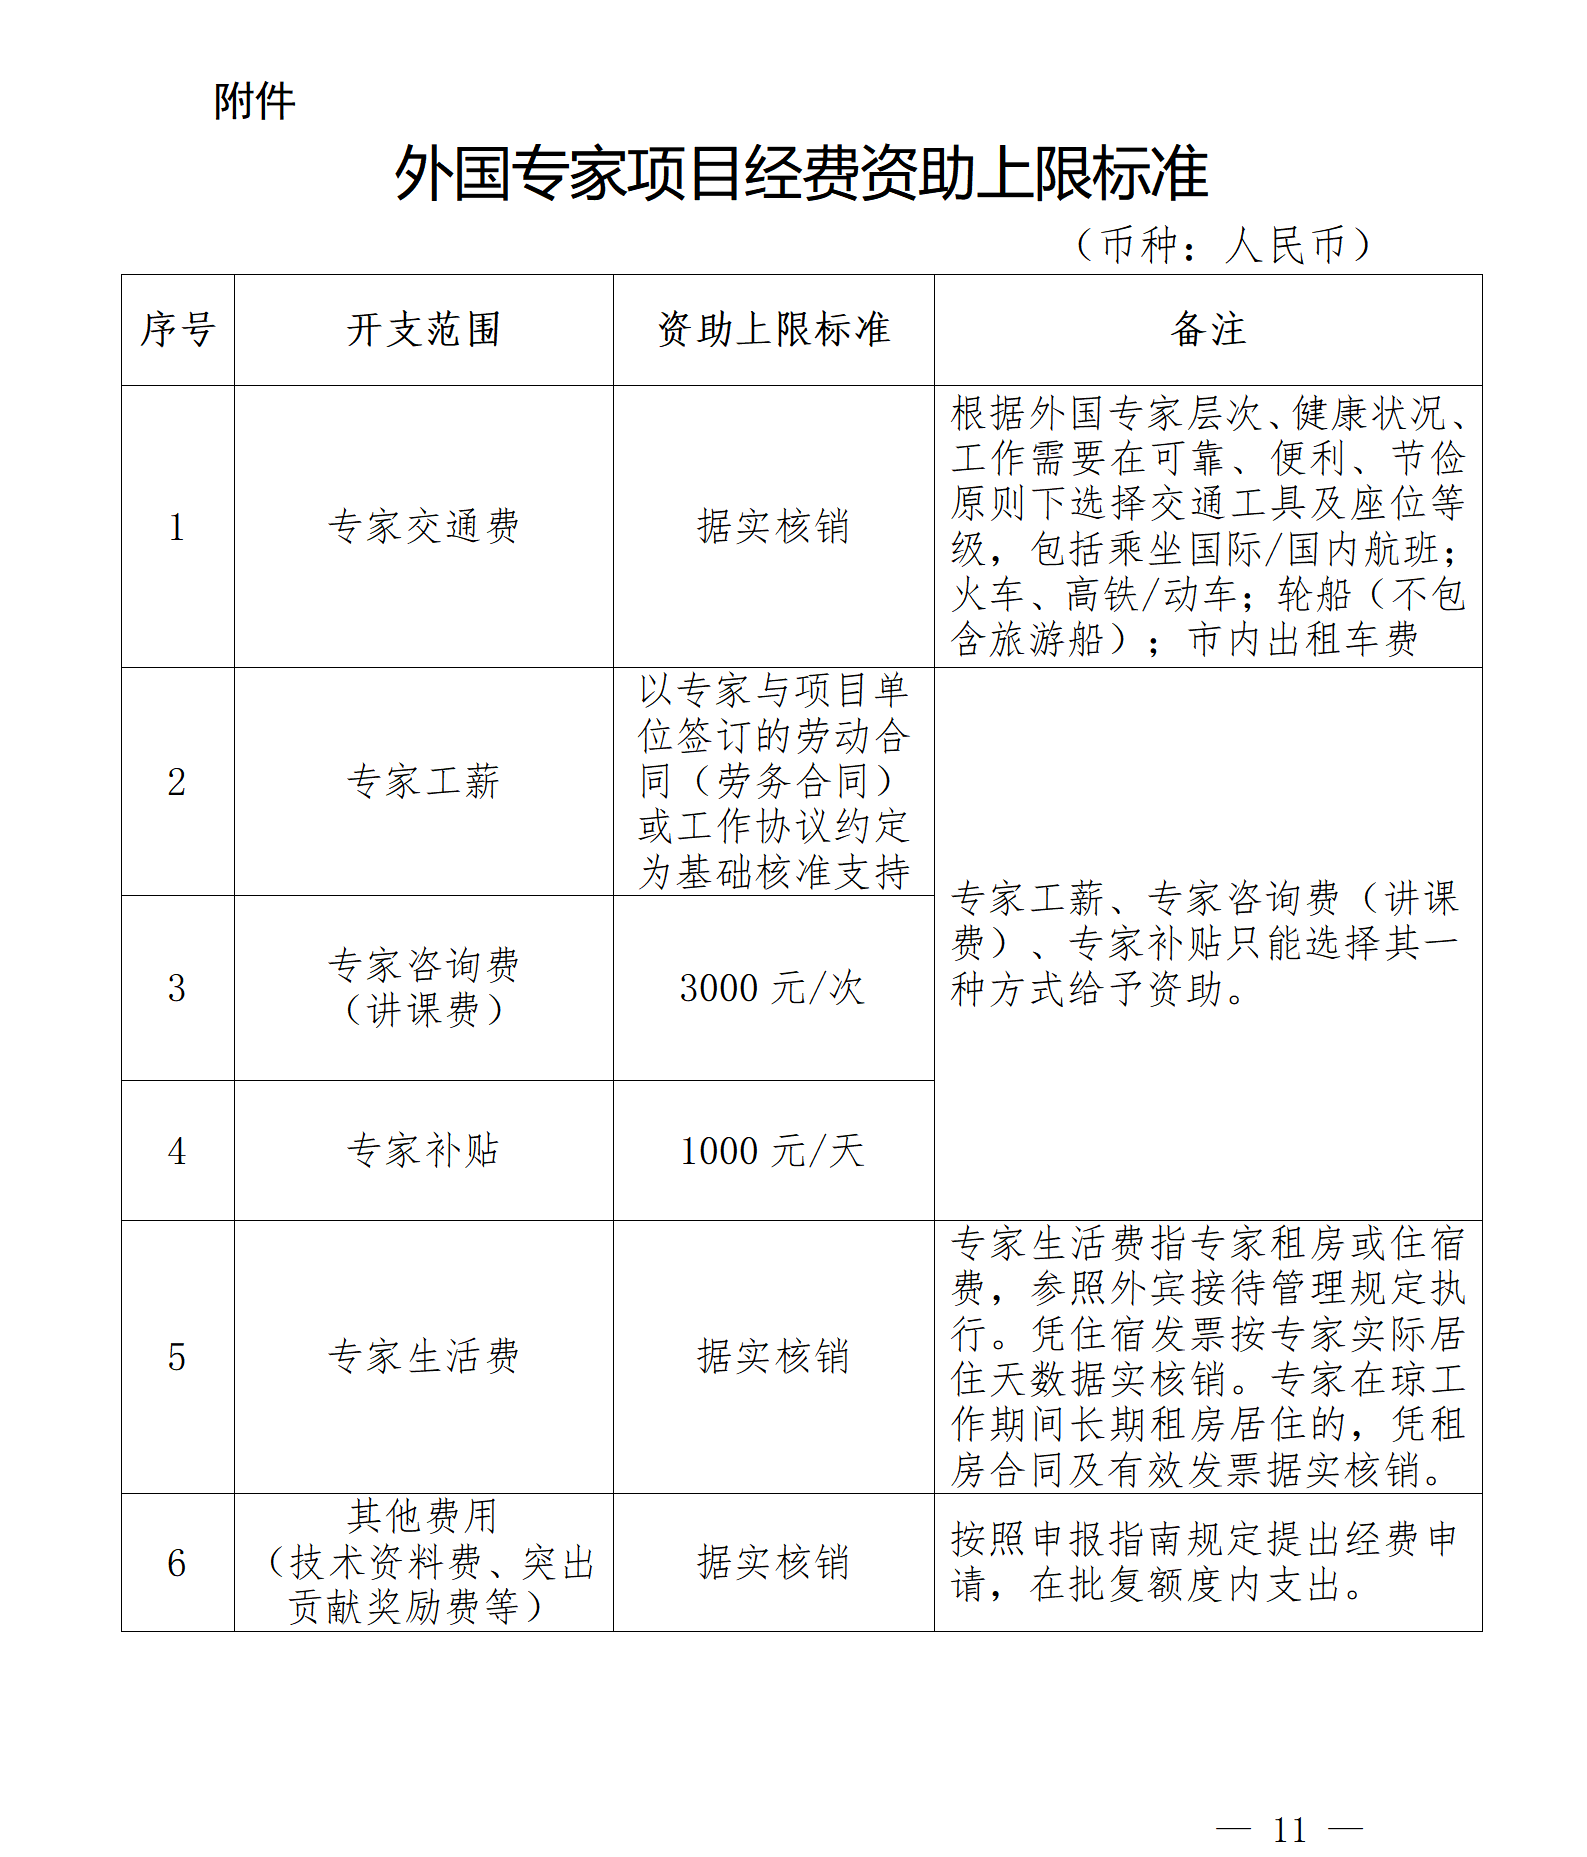 附件
外国专家项目经费资助上限标准
（币种：人民币）
序号
开支范围
资助上限标准
备注
1
专家交通费
据实核销
根据外国专家层次、健康状况、
工作需要在可靠、便利、节俭
原则下选择交通工具及座位等
级，包括乘坐国际/国内航班；
火车、高铁/动车；轮船（不包
含旅游船）；市内出租车费
2
专家工薪
以专家与项目单
位签订的劳动合
同（劳务合同）
或工作协议约定
为基础核准支持
专家工薪、专家咨询费（讲课
费）、专家补贴只能选择其一
种方式给予资助。
3
专家咨询费
（讲课费）
3000 元/次
4
专家补贴
1000 元/天
5
专家生活费
据实核销
专家生活费指专家租房或住宿
费，参照外宾接待管理规定执
行。凭住宿发票按专家实际居
住天数据实核销。专家在琼工
作期间长期租房居住的，凭租
房合同及有效发票据实核销。
6
其他费用
（技术资料费、突出
贡献奖励费等）
据实核销
按照申报指南规定提出经费申
请，在批复额度内支出。
— 11 —